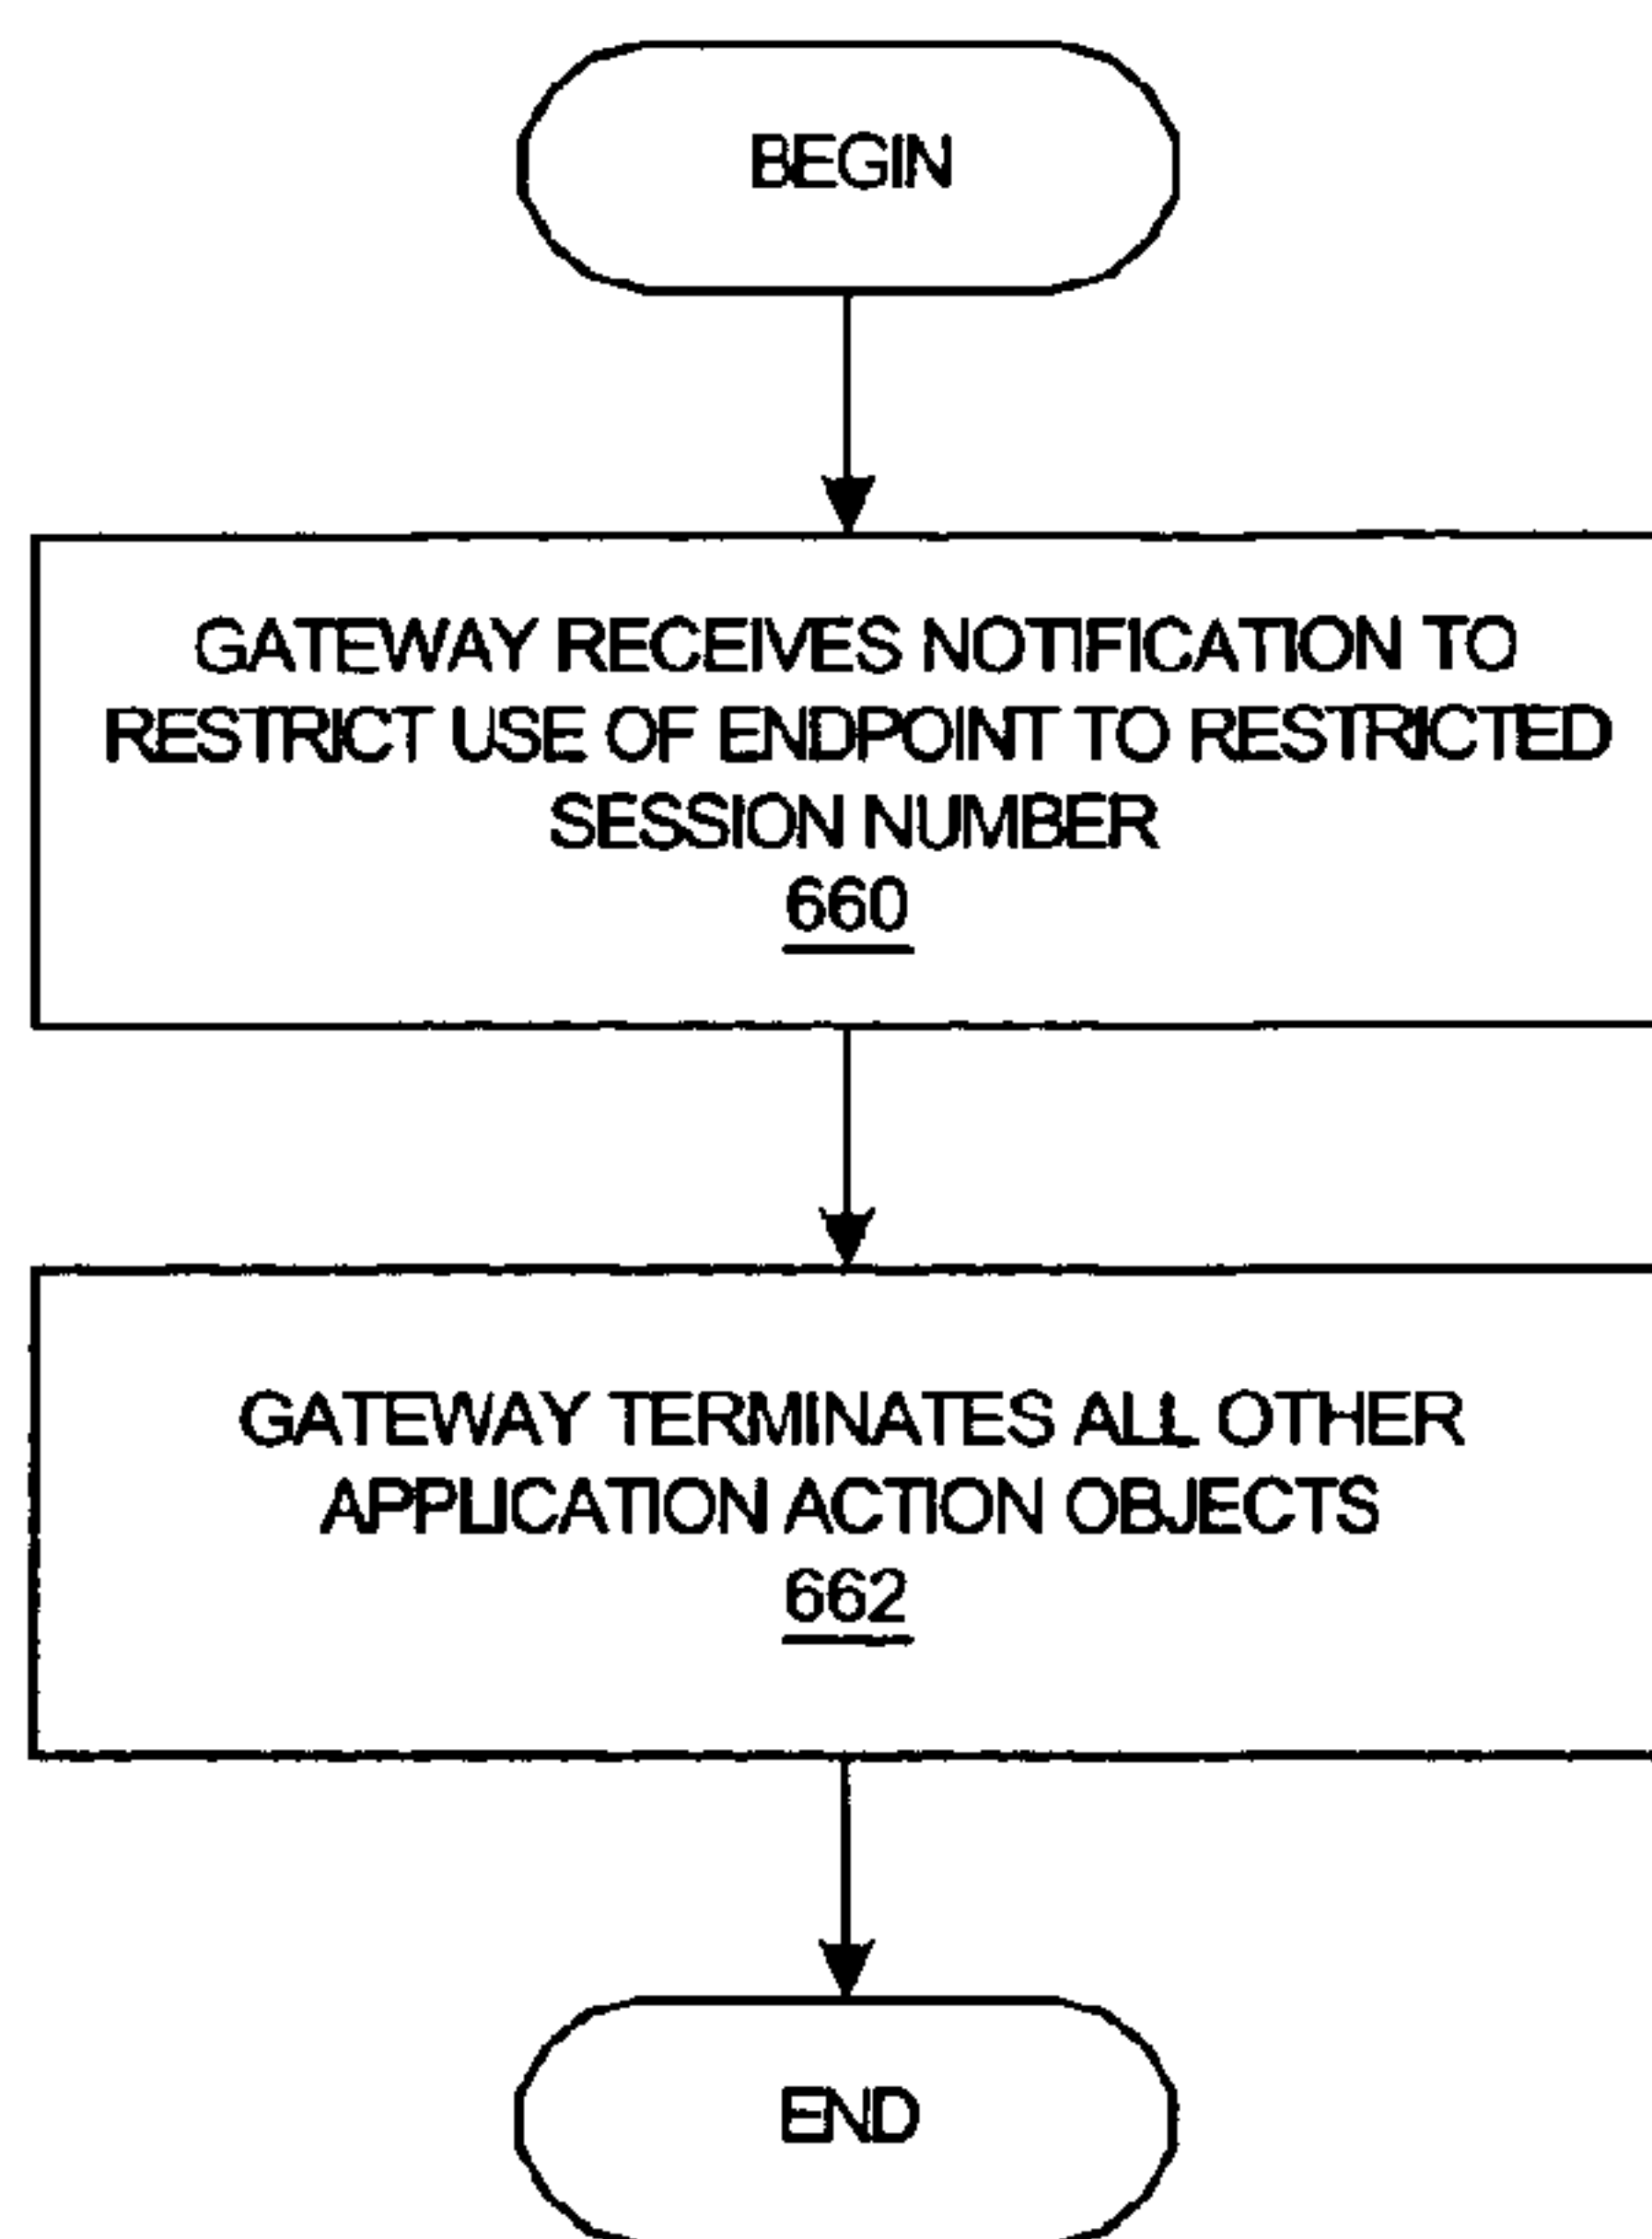 BEGIN
GATEWAY RECEIVES NOTIFICATION TO
RESTRICT USE OF ENDPOINT TO RESTRICTED
SESSION NUMBER
660
GATEWAY TERMINATES ALL OTHER
APPLICATION ACTION OBJECTS
662
END